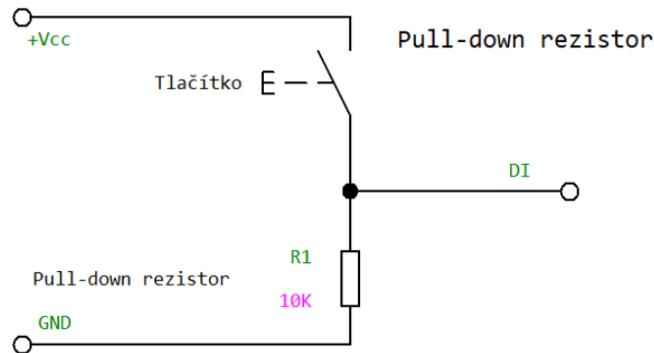 +Vcc
Pull-down rezistor
Tlačítko
DI
R1
Pull-down rezistor
10K
GND